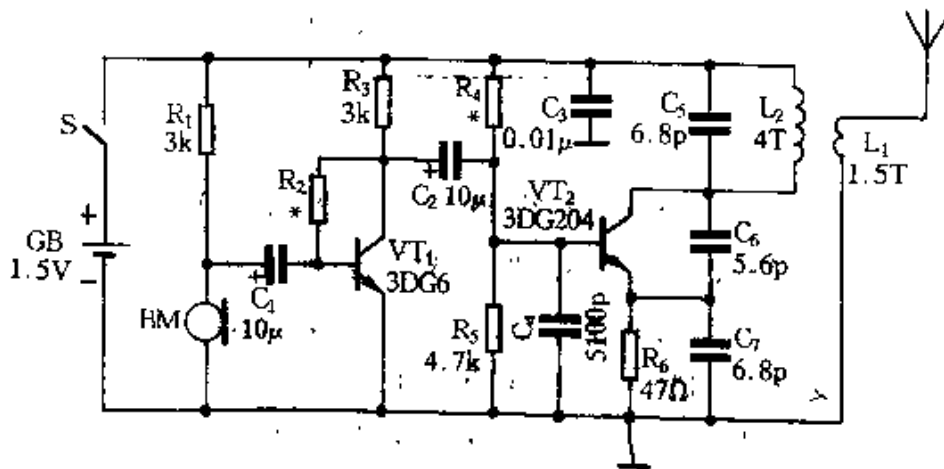 S
GB
1.5V
+
−
R1
3k
BM
C1
10μ
+
R2
*
R3
3k
VT1
3DG6
+
C2 10μ
R4
*
R5
4.7k
C3
0.01μ
C4
5100p
VT2
3DG204
R6
47Ω
C5
6.8p
C6
5.6p
C7
6.8p
L2
4T
L1
1.5T